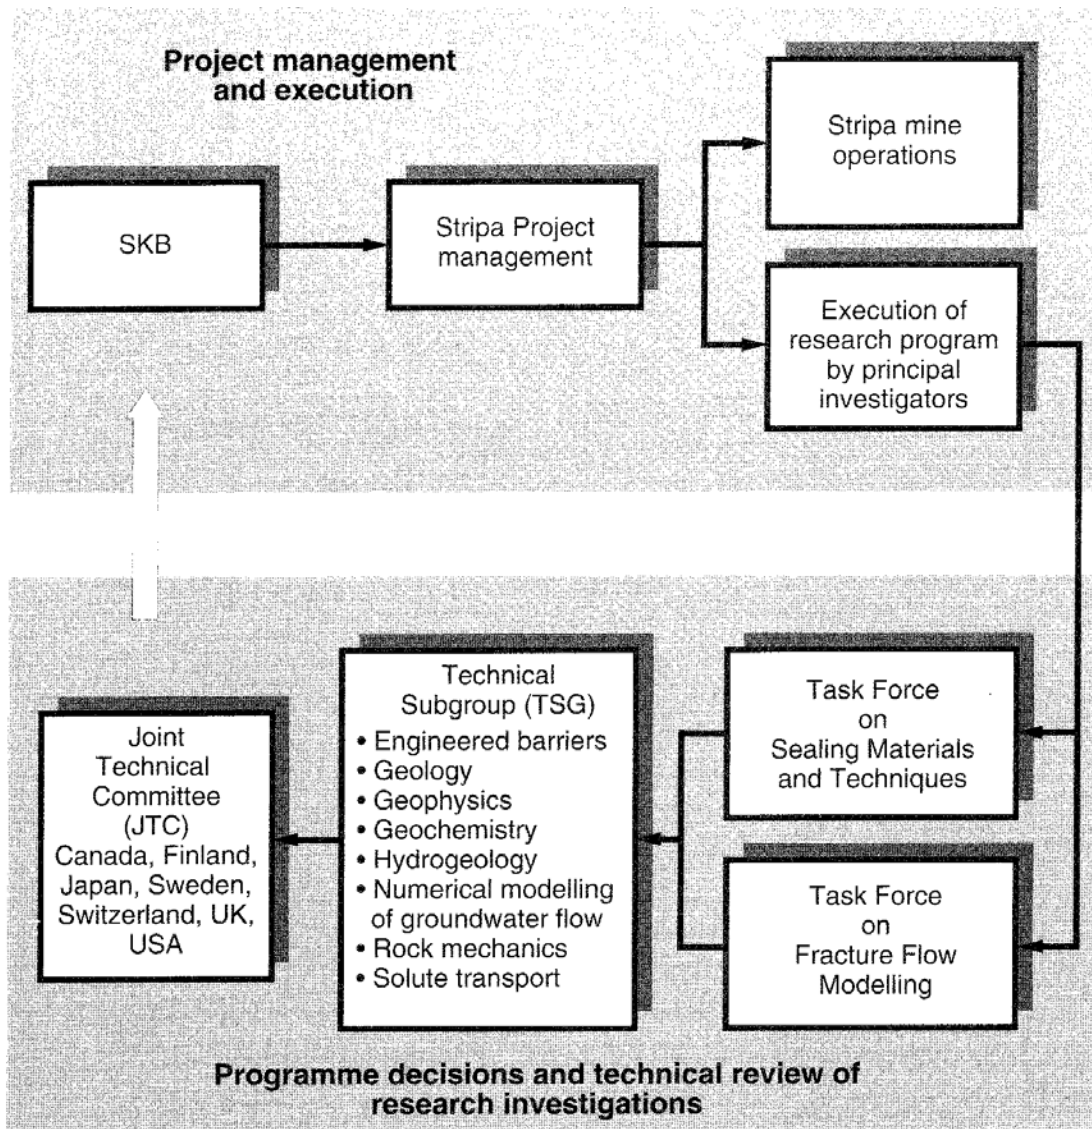 Project management
and execution
SKB
Stripa Project
management
Stripa mine
operations
Execution of
research program
by principal
investigators
Joint
Technical
Committee
(JTC)
Canada, Finland,
Japan, Sweden,
Switzerland, UK,
USA
Technical
Subgroup (TSG)
• Engineered barriers
• Geology
• Geophysics
• Geochemistry
• Hydrogeology
• Numerical modelling
of groundwater flow
• Rock mechanics
• Solute transport
Task Force
on
Sealing Materials
and Techniques
Task Force
on
Fracture Flow
Modelling
Programme decisions and technical review of
research investigations